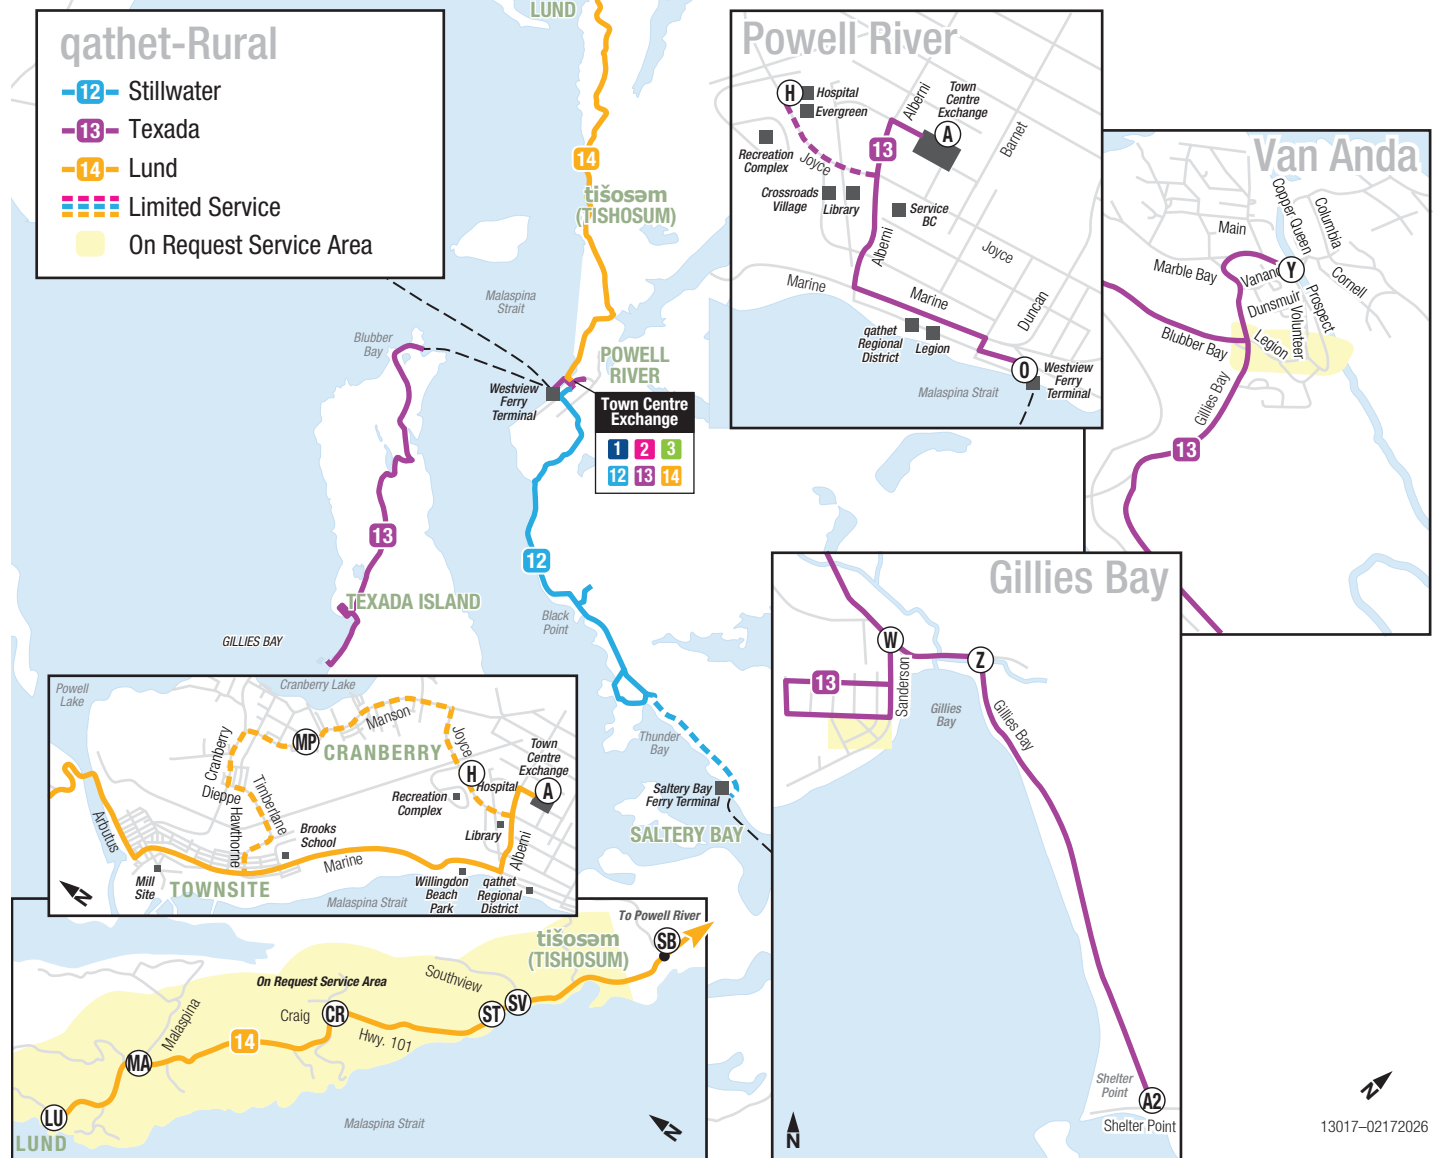 qathet-Rural
12 Stillwater
13 Texada
14 Lund
Limited Service
On Request Service Area
LUND
14
tišosəm
(TISHOSUM)
Malaspina
Strait
Blubber
Bay
POWELL
RIVER
Westview
Ferry
Terminal
Town Centre
Exchange
1 2 3
12 13 14
13
12
TEXADA ISLAND
GILLIES BAY
Black
Point
Thunder
Bay
Saltery Bay
Ferry Terminal
SALTERY BAY
Powell River
H
Hospital
Evergreen
Alberni
Town
Centre
Exchange
A
Barnet
13
Recreation
Complex
Joyce
Crossroads
Village
Library
Service
BC
Alberni
Joyce
Marine
Marine
Duncan
qathet
Regional
District
Legion
O
Westview
Ferry
Terminal
Malaspina Strait
Van Anda
Copper Queen
Columbia
Main
Marble Bay
Vananda
Y
Cornell
Dunsmuir
Prospect
Volunteer
Legion
Blubber Bay
Gillies Bay
13
Gillies Bay
W
Z
13
Sanderson
Gillies
Bay
Gillies Bay
Shelter
Point
A2
Shelter Point
N
N
13017–02172026
Powell
Lake
Cranberry Lake
Manson
Cranberry
MP
CRANBERRY
Joyce
Town
Centre
Exchange
H
Hospital
A
Dieppe
Timberlane
Recreation
Complex
Arbutus
Hawthorne
Brooks
School
Library
Alberni
Marine
Mill
Site
TOWNSITE
Willingdon
Beach
Park
qathet
Regional
District
Malaspina Strait
N
To Powell River
tišosəm
(TISHOSUM)
SB
On Request Service Area
Southview
Malaspina
Craig
CR
ST
SV
Hwy. 101
14
MA
LU
LUND
Malaspina Strait
N